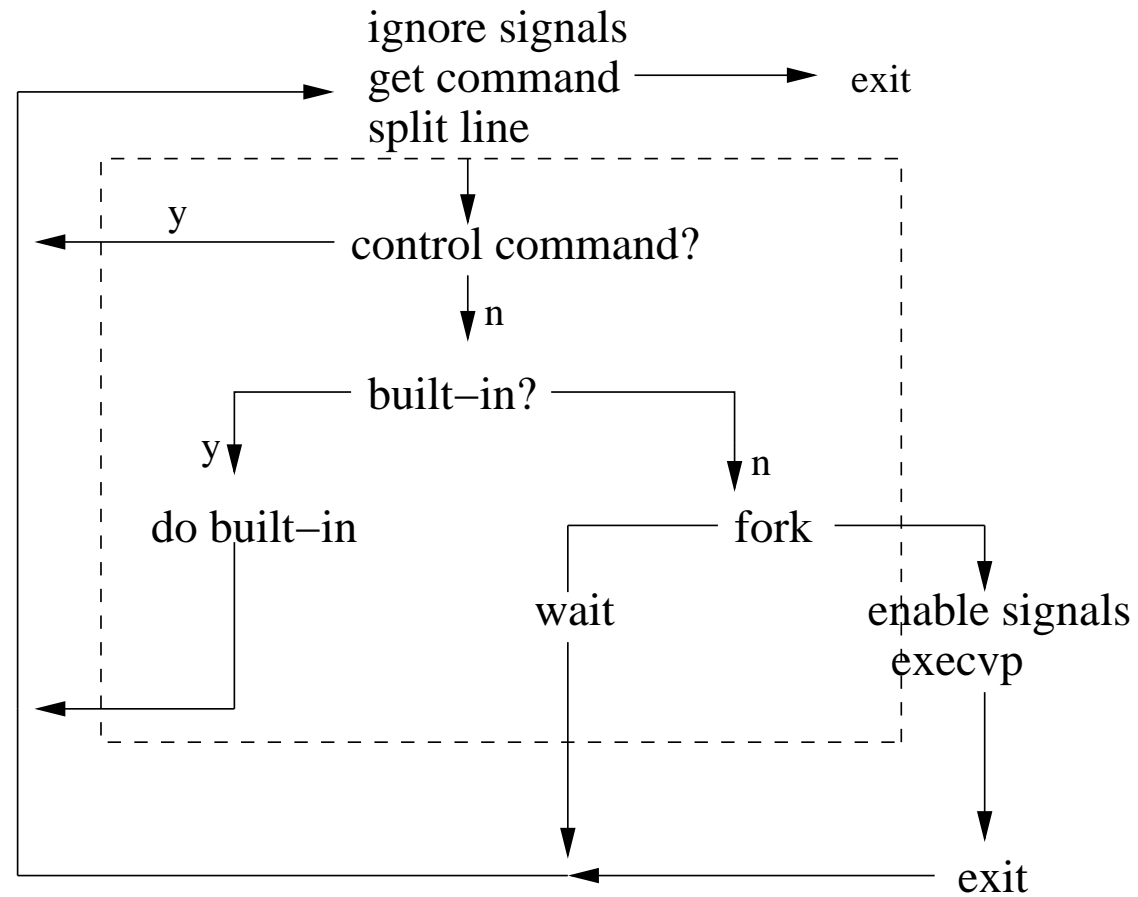 ignore signals
get command
exit
split line
y
control command?
n
built–in?
y
n
do built–in
fork
wait
enable signals
execvp
exit